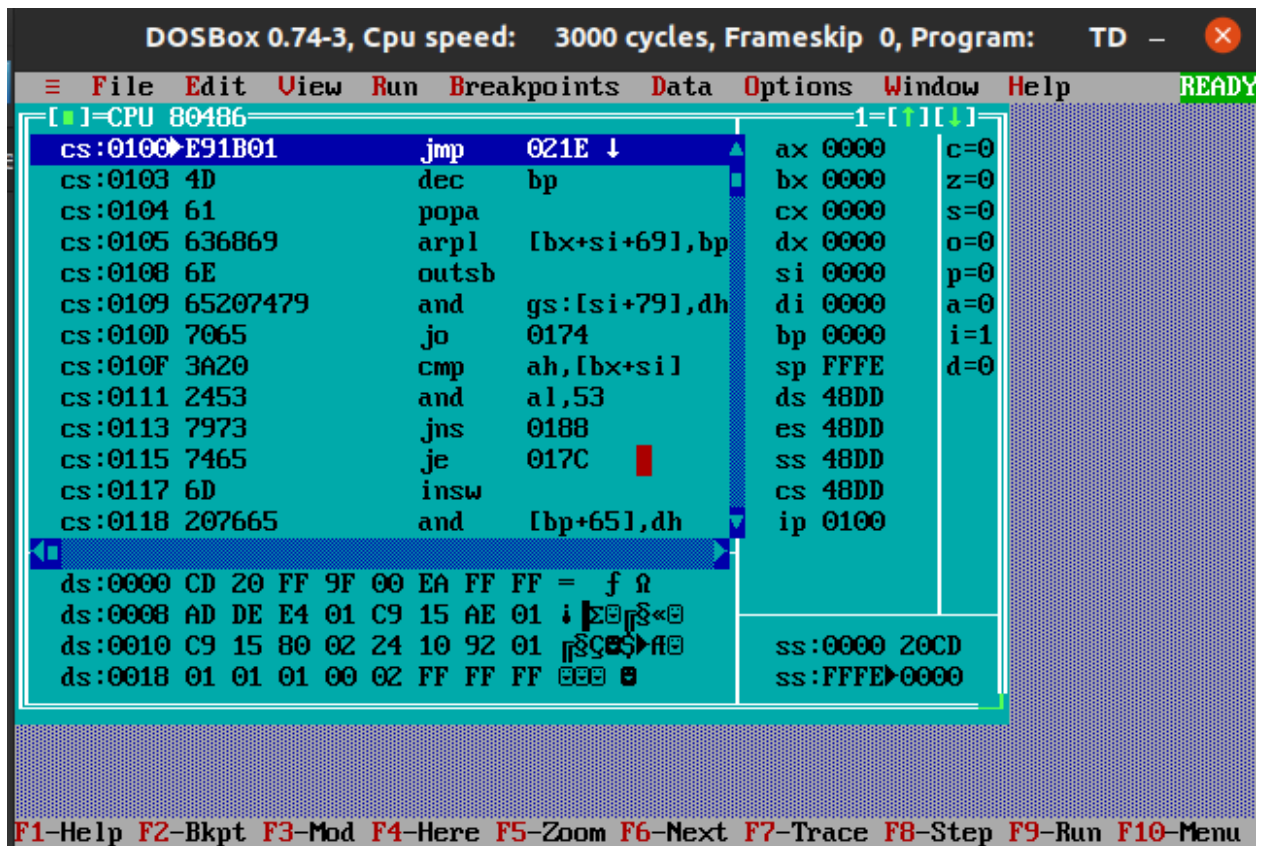 DOSBox 0.74-3, Cpu speed: 3000 cycles, Frameskip 0, Program: TD
≡ File Edit View Run Breakpoints Data Options Window Help READY
[■]=CPU 80486 1=[↑][↓]
cs:0100►E91B01 jmp 021E ↓ ax 0000 c=0
cs:0103 4D dec bp bx 0000 z=0
cs:0104 61 popa cx 0000 s=0
cs:0105 636869 arpl [bx+si+69],bp dx 0000 o=0
cs:0108 6E outsb si 0000 p=0
cs:0109 65207479 and gs:[si+79],dh di 0000 a=0
cs:010D 7065 jo 0174 bp 0000 i=1
cs:010F 3A20 cmp ah,[bx+si] sp FFFE d=0
cs:0111 2453 and al,53 ds 48DD
cs:0113 7973 jns 0188 es 48DD
cs:0115 7465 je 017C ss 48DD
cs:0117 6D insw cs 48DD
cs:0118 207665 and [bp+65],dh ip 0100
ds:0000 CD 20 FF 9F 00 EA FF FF = ƒ Ω
ds:0008 AD DE E4 01 C9 15 AE 01 ¡▐Σ☺╔§«☺
ds:0010 C9 15 80 02 24 10 92 01 ╔§Ç☻$►Æ☺ ss:0000 20CD
ds:0018 01 01 01 00 02 FF FF FF ☺☺☺ ☻ ss:FFFE►0000
F1-Help F2-Bkpt F3-Mod F4-Here F5-Zoom F6-Next F7-Trace F8-Step F9-Run F10-Menu